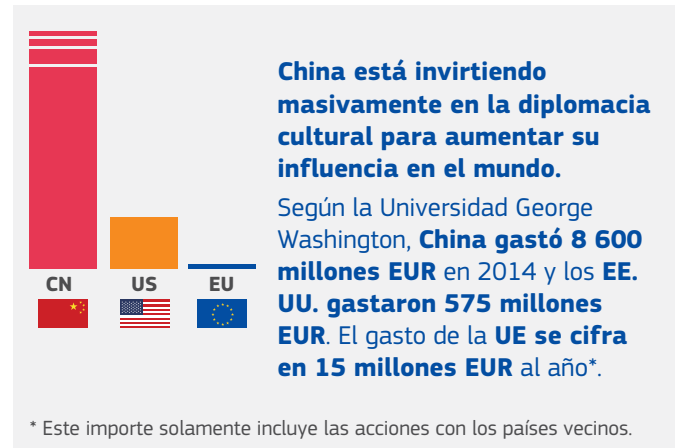 China está invirtiendo
masivamente en la diplomacia
cultural para aumentar su
influencia en el mundo.
Según la Universidad George
Washington, China gastó 8 600
millones EUR en 2014 y los EE.
UU. gastaron 575 millones
EUR. El gasto de la UE se cifra
en 15 millones EUR al año*.
CN US EU
* Este importe solamente incluye las acciones con los países vecinos.